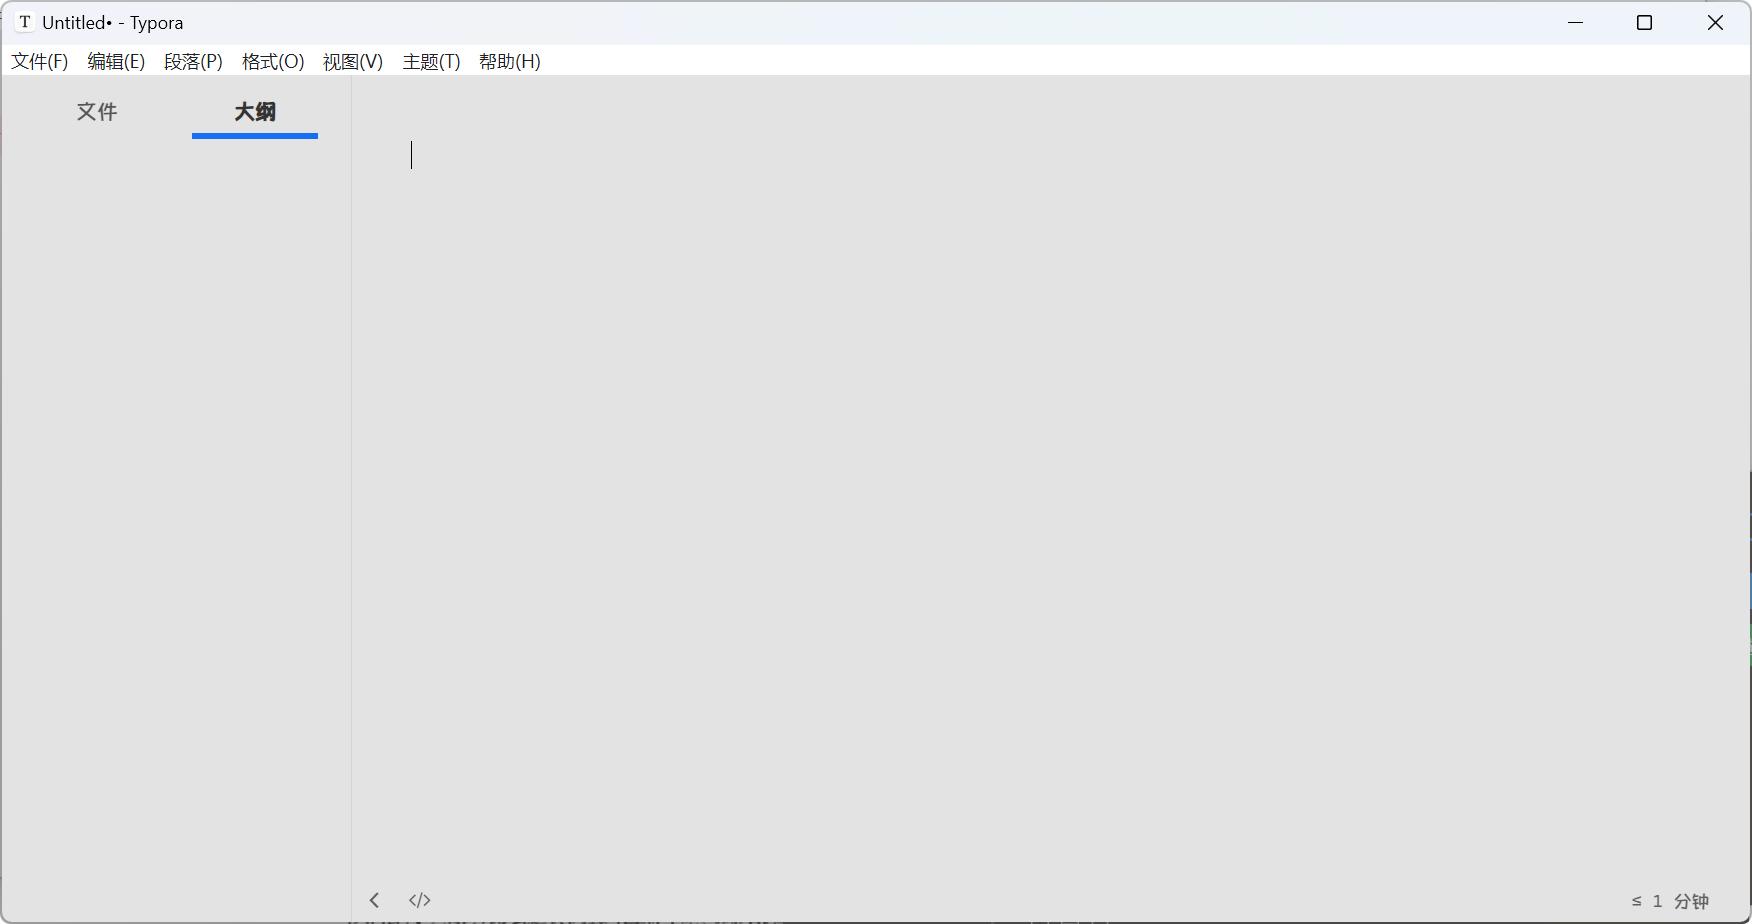 T Untitled• - Typora
文件(F) 编辑(E) 段落(P) 格式(O) 视图(V) 主题(T) 帮助(H)
文件 大纲
</>
≤ 1 分钟